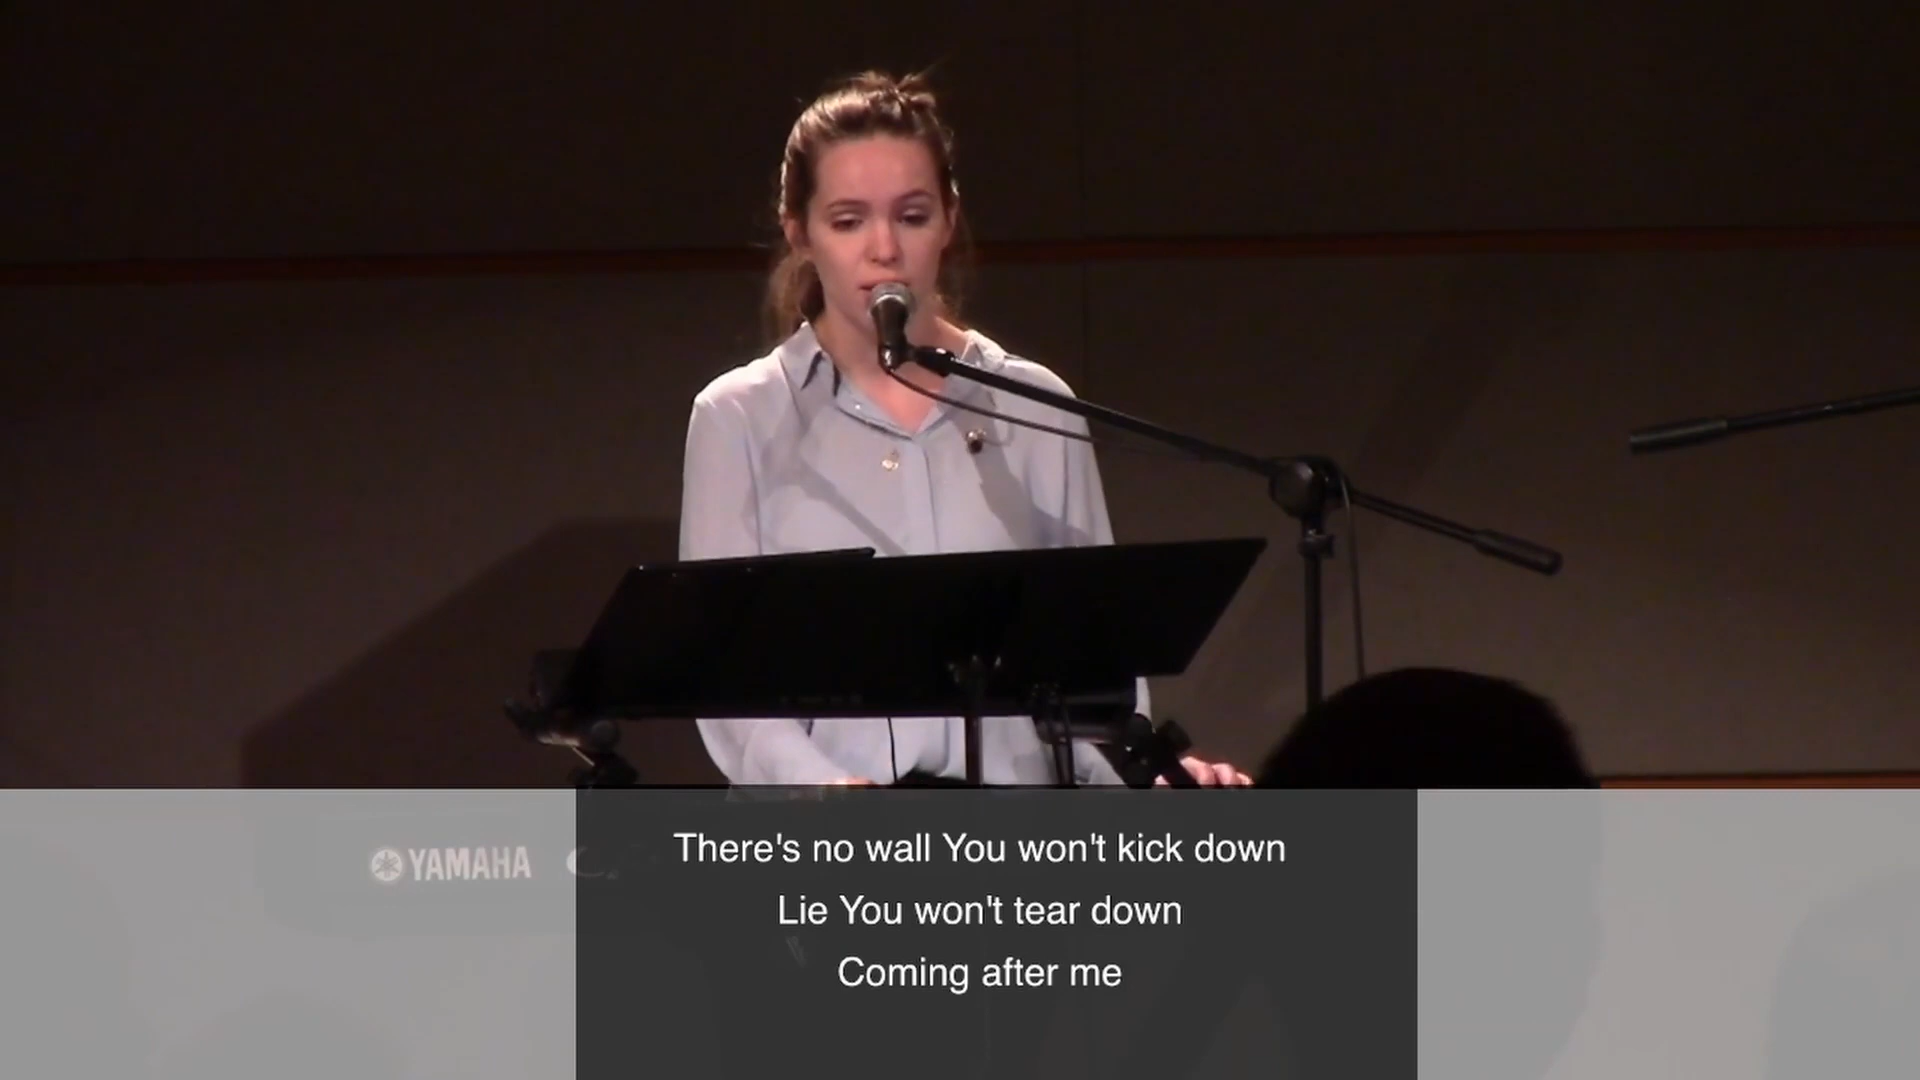 There's no wall You won't kick down
Lie You won't tear down
Coming after me
YAMAHA